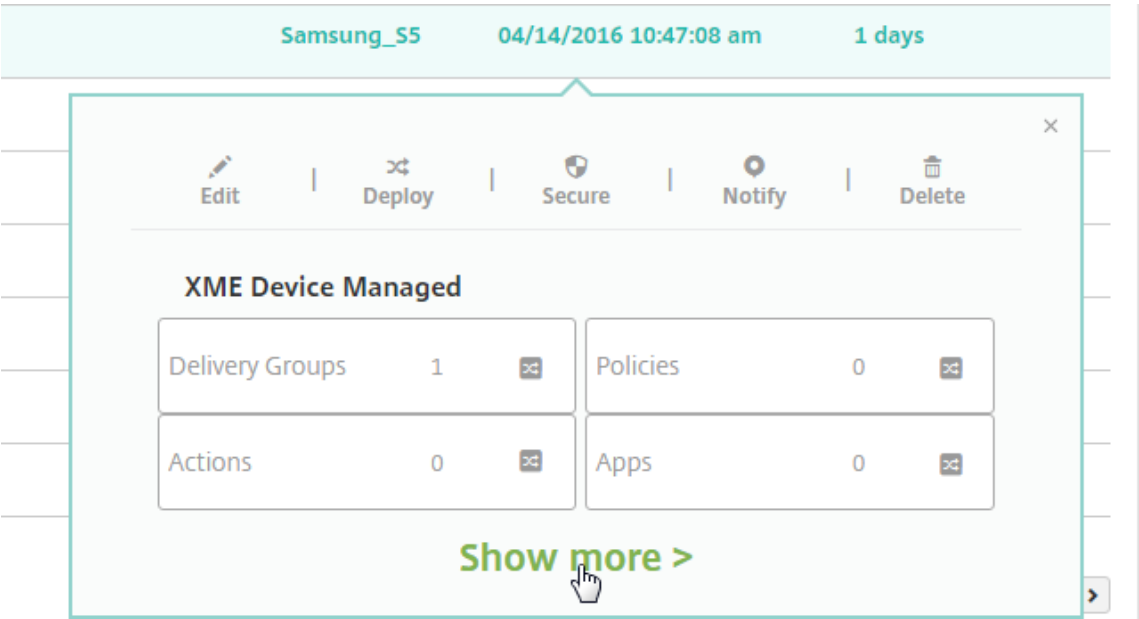 Samsung_S5 04/14/2016 10:47:08 am 1 days
×
Edit | Deploy | Secure | Notify | Delete
XME Device Managed
Delivery Groups 1 Policies 0
Actions 0 Apps 0
Show more >
>